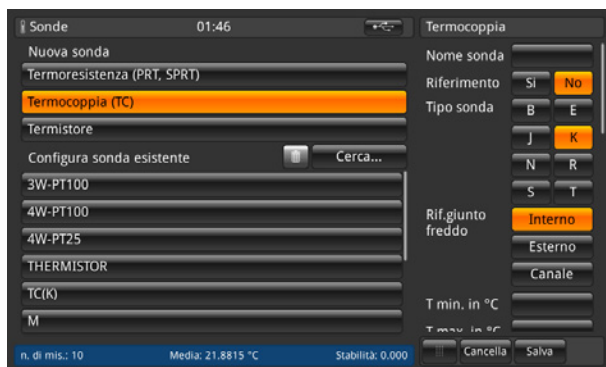 Sonde 01:46
Nuova sonda
Termoresistenza (PRT, SPRT)
Termocoppia (TC)
Termistore
Configura sonda esistente Cerca...
3W-PT100
4W-PT100
4W-PT25
THERMISTOR
TC(K)
M
n. di mis.: 10 Media: 21.8815 °C Stabilità: 0.000
Termocoppia
Nome sonda
Riferimento Si No
Tipo sonda B E
J K
N R
S T
Rif.giunto
freddo
Interno
Esterno
Canale
T min. in °C
T max. in °C
Cancella Salva